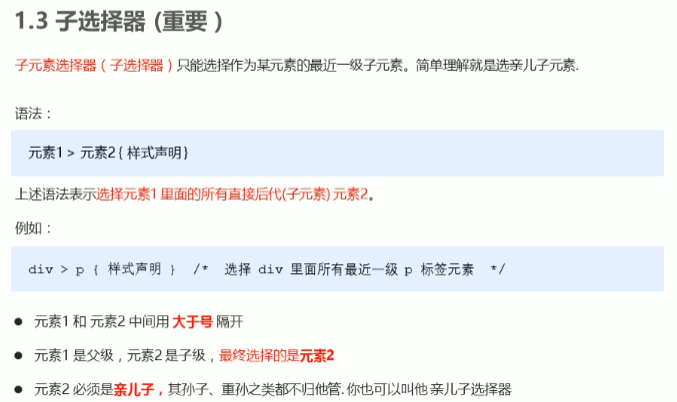 1.3 子选择器 (重要)
子元素选择器(子选择器)只能选择作为某元素的最近一级子元素。简单理解就是选亲儿子元素.
语法:
元素1 > 元素2 { 样式声明 }
上述语法表示选择元素1 里面的所有直接后代(子元素) 元素2。
例如:
div > p { 样式声明 } /* 选择 div 里面所有最近一级 p 标签元素 */
● 元素1 和 元素2 中间用 大于号 隔开
● 元素1 是父级,元素2 是子级,最终选择的是元素2
● 元素2 必须是亲儿子,其孙子、重孙之类都不归他管. 你也可以叫他 亲儿子选择器